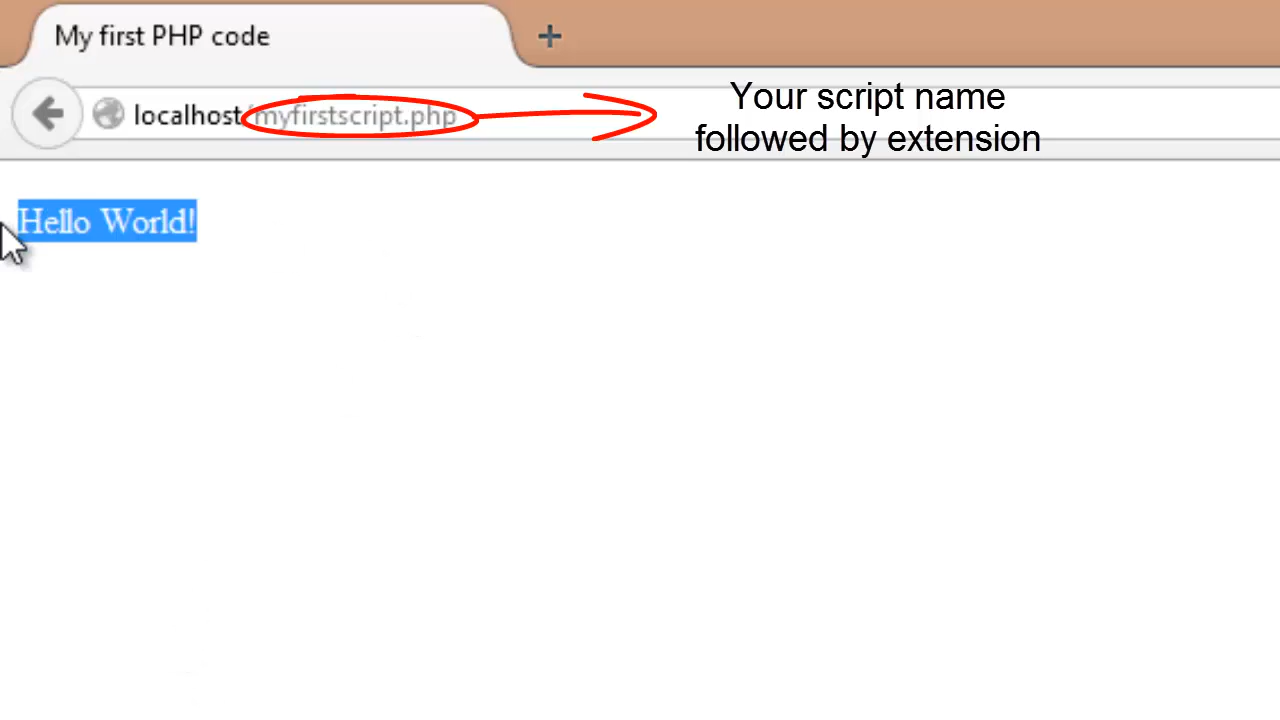 My first PHP code
localhost/myfirstscript.php
Your script name
followed by extension
Hello World!